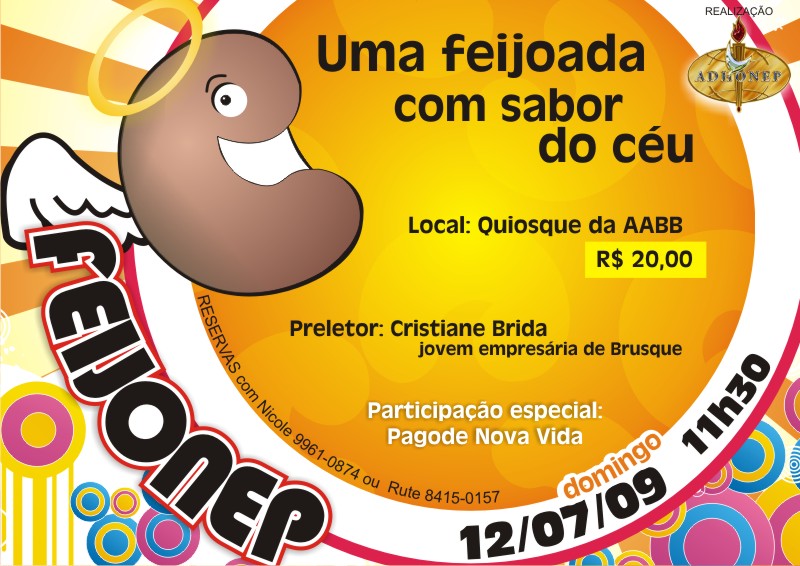 REALIZAÇÃO
ADHONEP
Uma feijoada
com sabor
do céu
Local: Quiosque da AABB
R$ 20,00
Preletor: Cristiane Brida
jovem empresária de Brusque
Participação especial:
Pagode Nova Vida
RESERVAS com Nicole 9961-0874 ou Rute 8415-0157
domingo
12/07/09 11h30
FEIJONEP